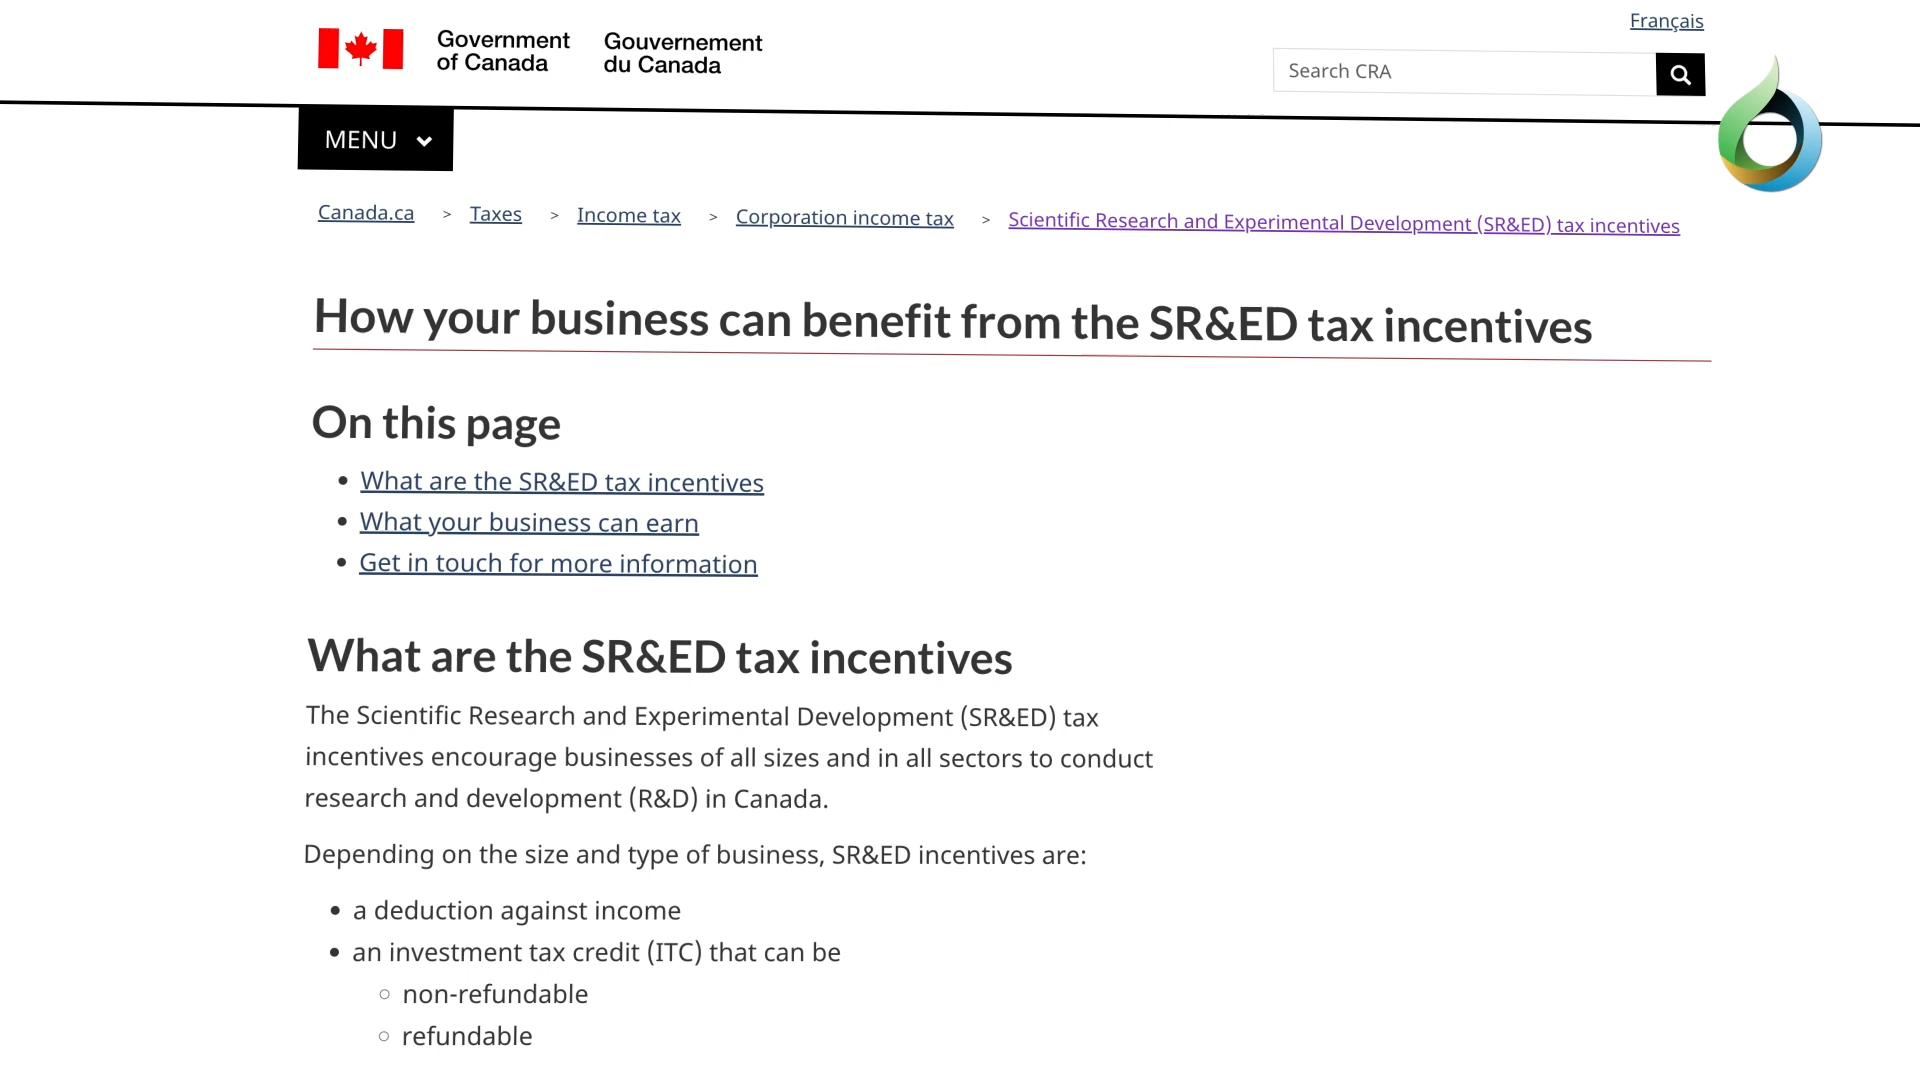 Français
Government of Canada
Gouvernement du Canada
Search CRA
MENU
Canada.ca > Taxes > Income tax > Corporation income tax > Scientific Research and Experimental Development (SR&ED) tax incentives
How your business can benefit from the SR&ED tax incentives
On this page
• What are the SR&ED tax incentives
• What your business can earn
• Get in touch for more information
What are the SR&ED tax incentives
The Scientific Research and Experimental Development (SR&ED) tax
incentives encourage businesses of all sizes and in all sectors to conduct
research and development (R&D) in Canada.
Depending on the size and type of business, SR&ED incentives are:
• a deduction against income
• an investment tax credit (ITC) that can be
○ non-refundable
○ refundable